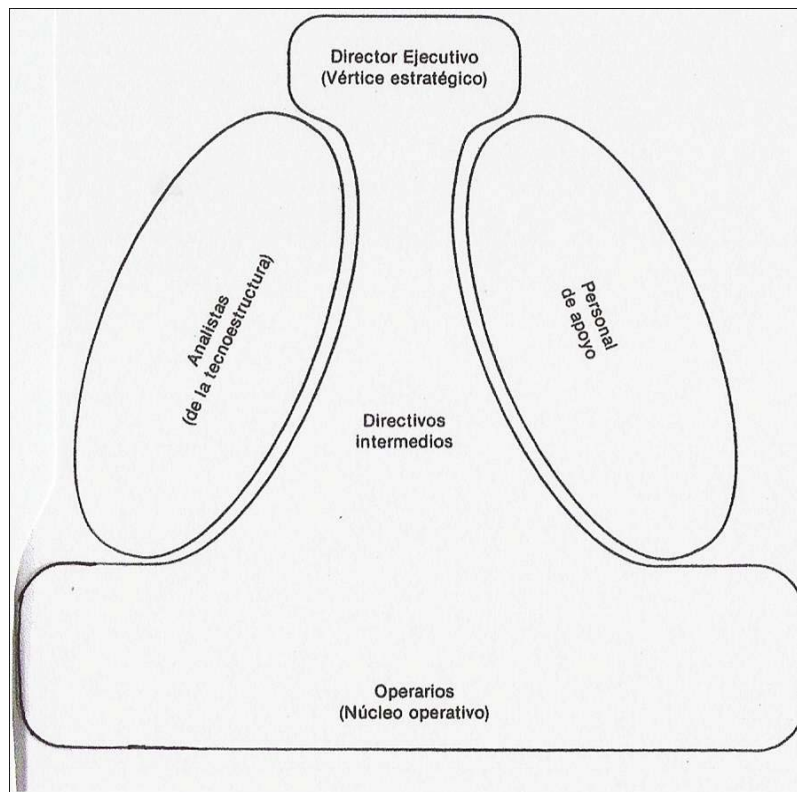 Director Ejecutivo
(Vértice estratégico)
Analistas
(de la tecnoestructura)
Personal
de apoyo
Directivos
intermedios
Operarios
(Núcleo operativo)